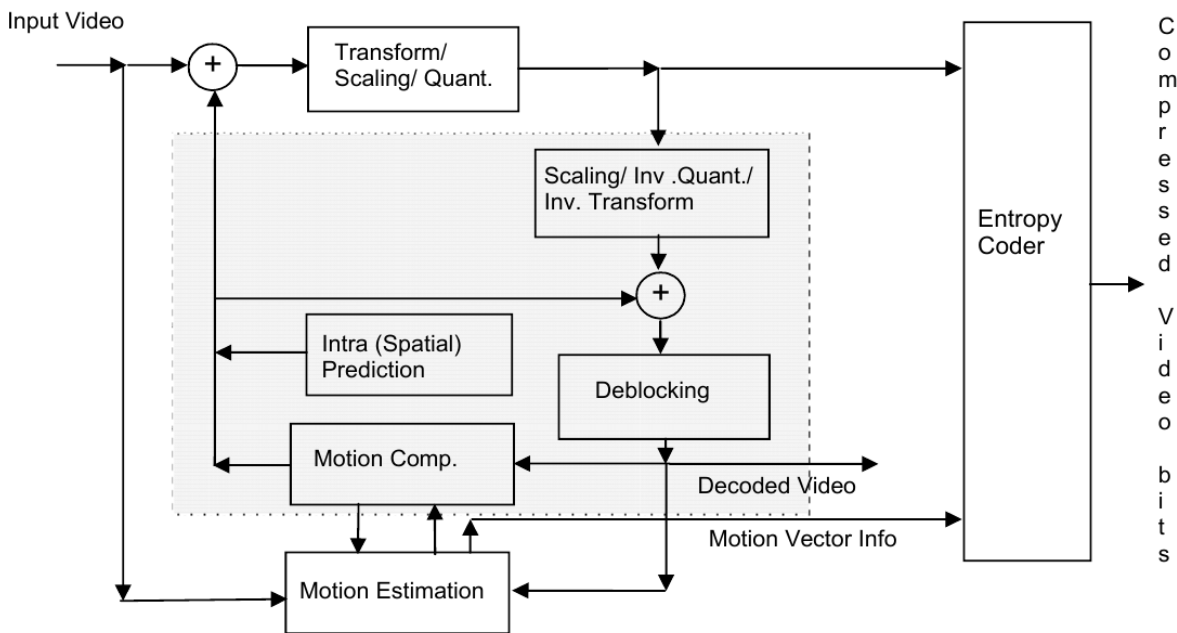 Input Video
+
Transform/
Scaling/ Quant.
Scaling/ Inv .Quant./
Inv. Transform
+
Intra (Spatial)
Prediction
Deblocking
Motion Comp.
Decoded Video
Motion Vector Info
Motion Estimation
Entropy
Coder
Compressed Video bits